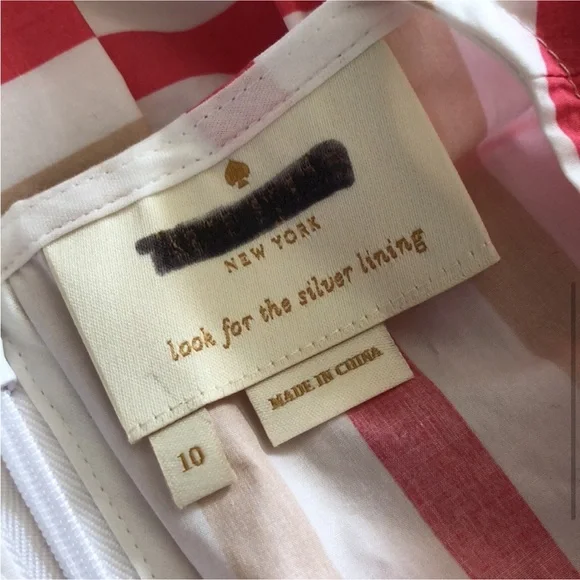 NEW YORK
look for the silver lining
MADE IN CHINA
10